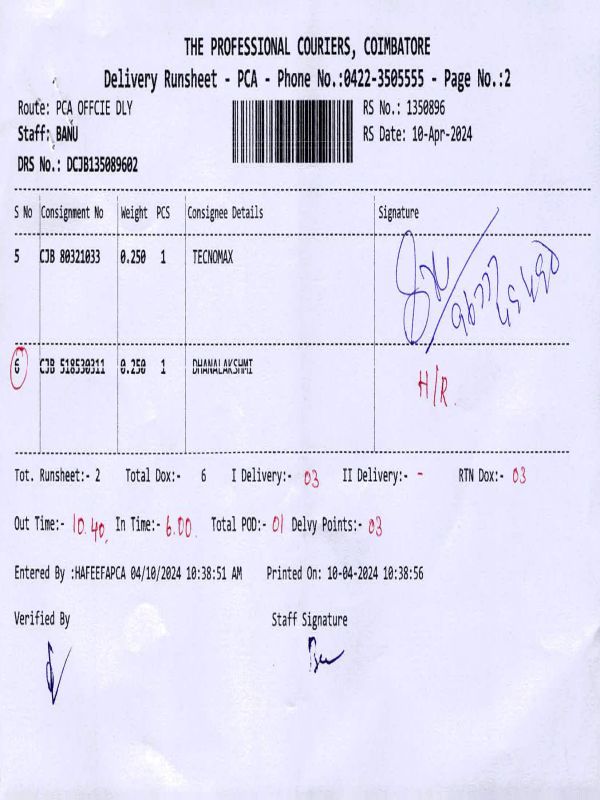 THE PROFESSIONAL COURIERS, COIMBATORE
Delivery Runsheet - PCA - Phone No.:0422-3505555 - Page No.:2
Route: PCA OFFCIE DLY RS No.: 1350896
Staff: BANU RS Date: 10-Apr-2024
DRS No.: DCJB135089602
S No Consignment No Weight PCS Consignee Details Signature
5 CJB 80321033 0.250 1 TECNOMAX
6 CJB 518530311 0.250 1 DHANALAKSHMI H/R.
Tot. Runsheet:- 2 Total Dox:- 6 I Delivery:- 03 II Delivery:- - RTN Dox:- 03
Out Time:- 10.40 In Time:- 6.00 Total POD:- 01 Delvy Points:- 03
Entered By :HAFEEFAPCA 04/10/2024 10:38:51 AM Printed On: 10-04-2024 10:38:56
Verified By Staff Signature